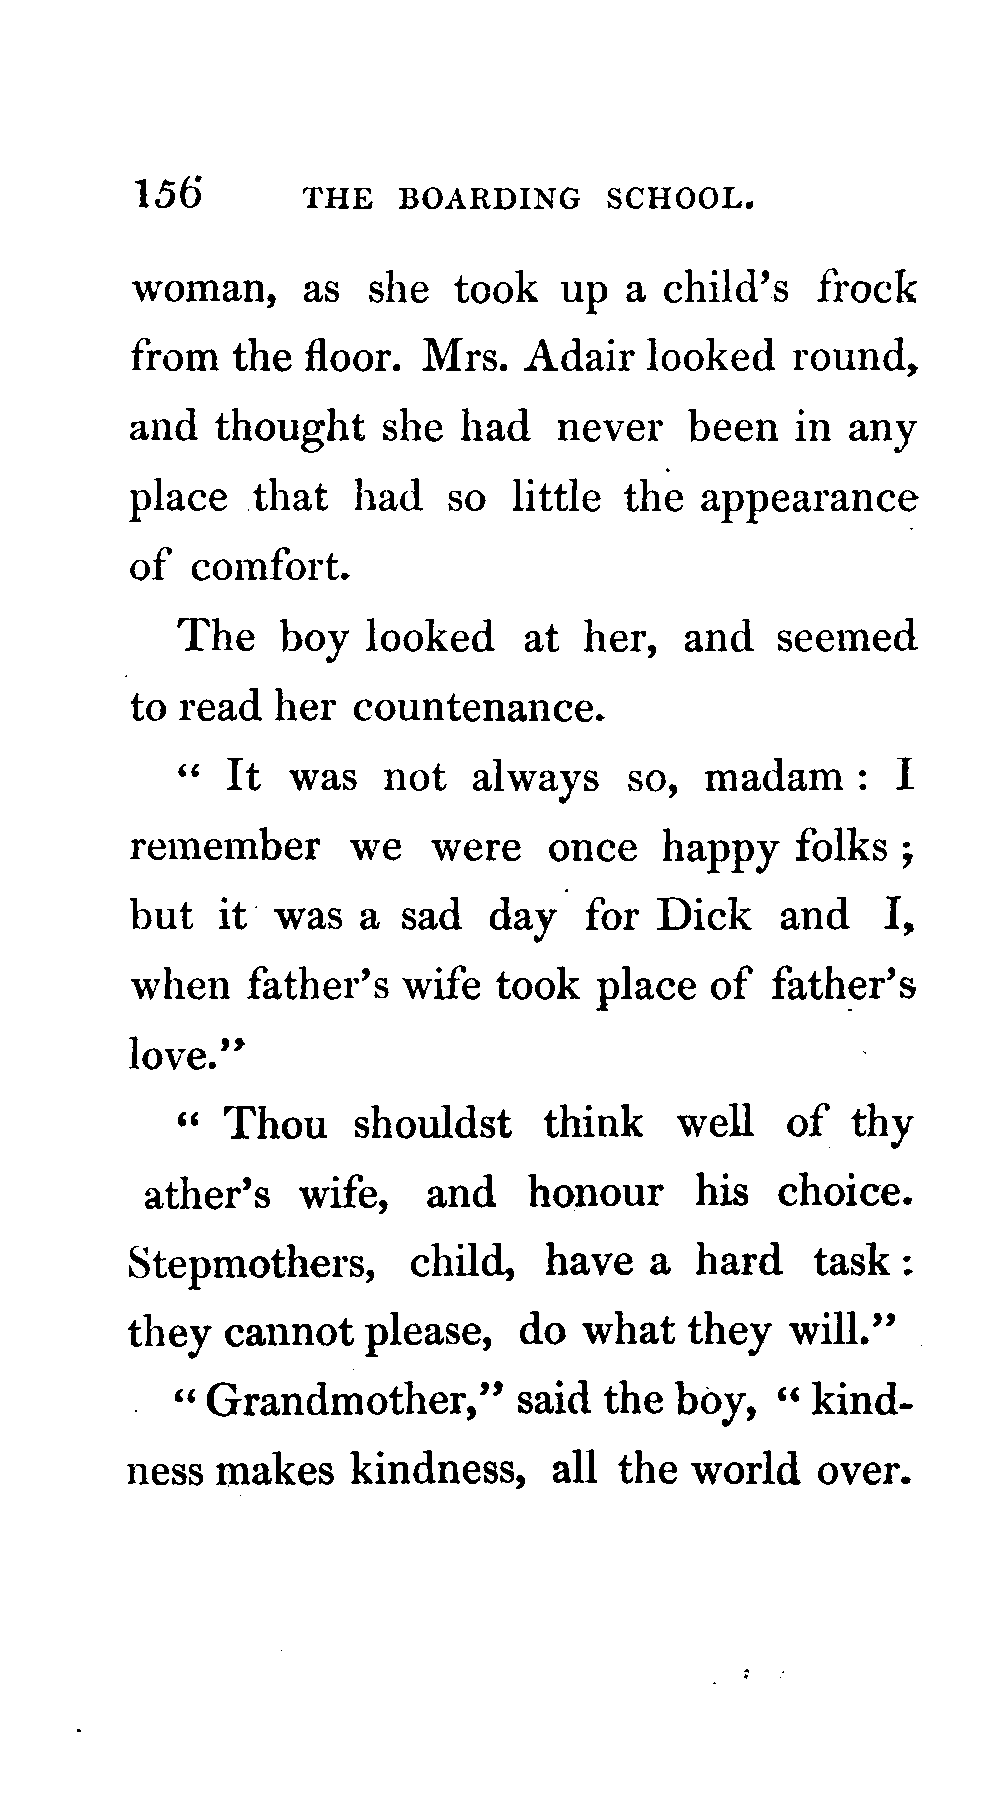 156 THE BOARDING SCHOOL.
woman, as she took up a child's frock
from the floor. Mrs. Adair looked round,
and thought she had never been in any
place that had so little the appearance
of comfort.
The boy looked at her, and seemed
to read her countenance.
“ It was not always so, madam : I
remember we were once happy folks ;
but it was a sad day for Dick and I,
when father's wife took place of father's
love.”
“ Thou shouldst think well of thy
ather's wife, and honour his choice.
Stepmothers, child, have a hard task :
they cannot please, do what they will.”
“ Grandmother,” said the boy, “ kind-
ness makes kindness, all the world over.